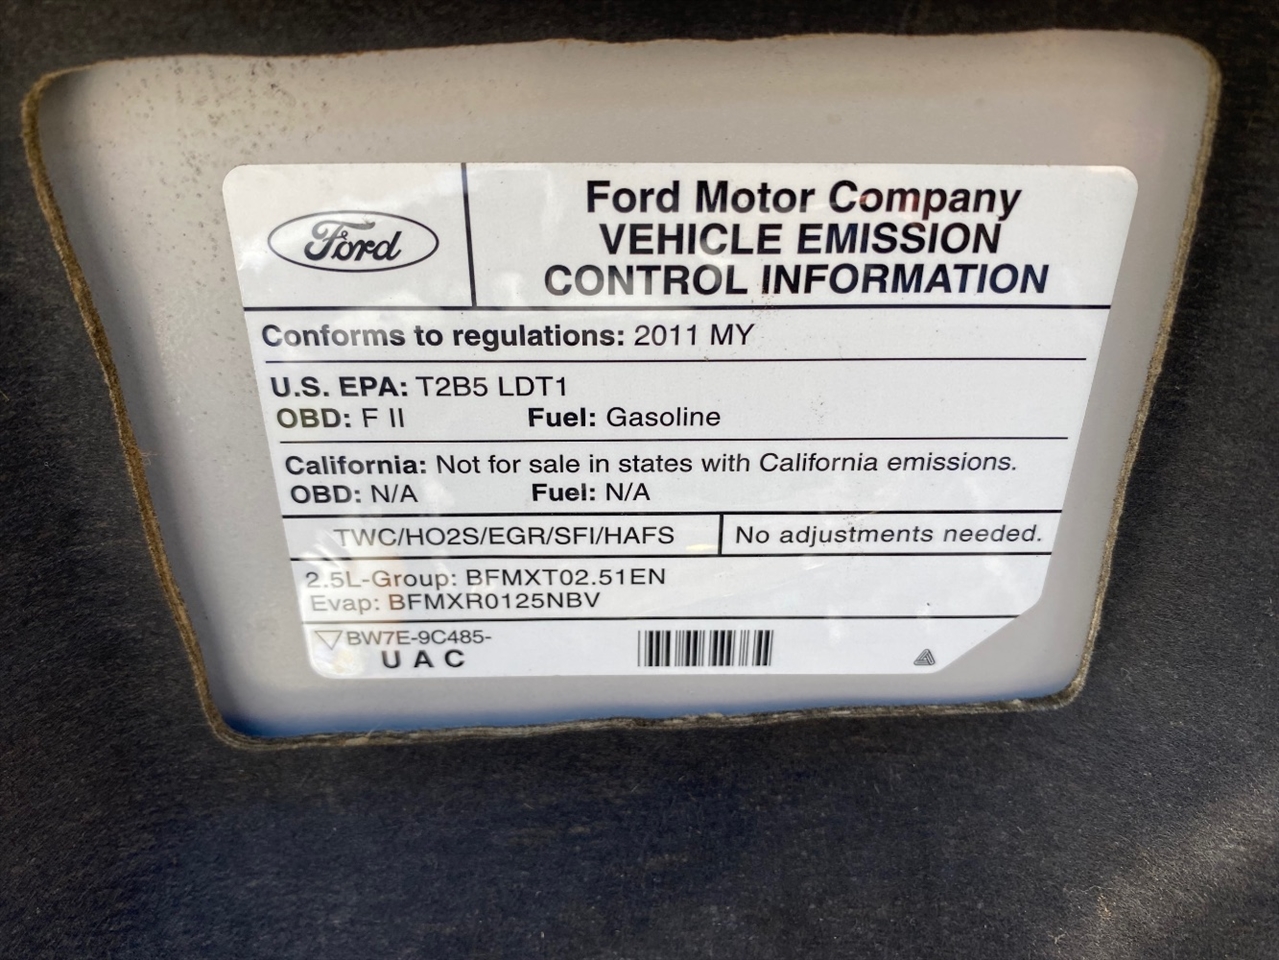 Ford
Ford Motor Company
VEHICLE EMISSION
CONTROL INFORMATION
Conforms to regulations: 2011 MY
U.S. EPA: T2B5 LDT1
OBD: F II Fuel: Gasoline
California: Not for sale in states with California emissions.
OBD: N/A Fuel: N/A
TWC/HO2S/EGR/SFI/HAFS No adjustments needed.
2.5L-Group: BFMXT02.51EN
Evap: BFMXR0125NBV
BW7E-9C485-
U A C